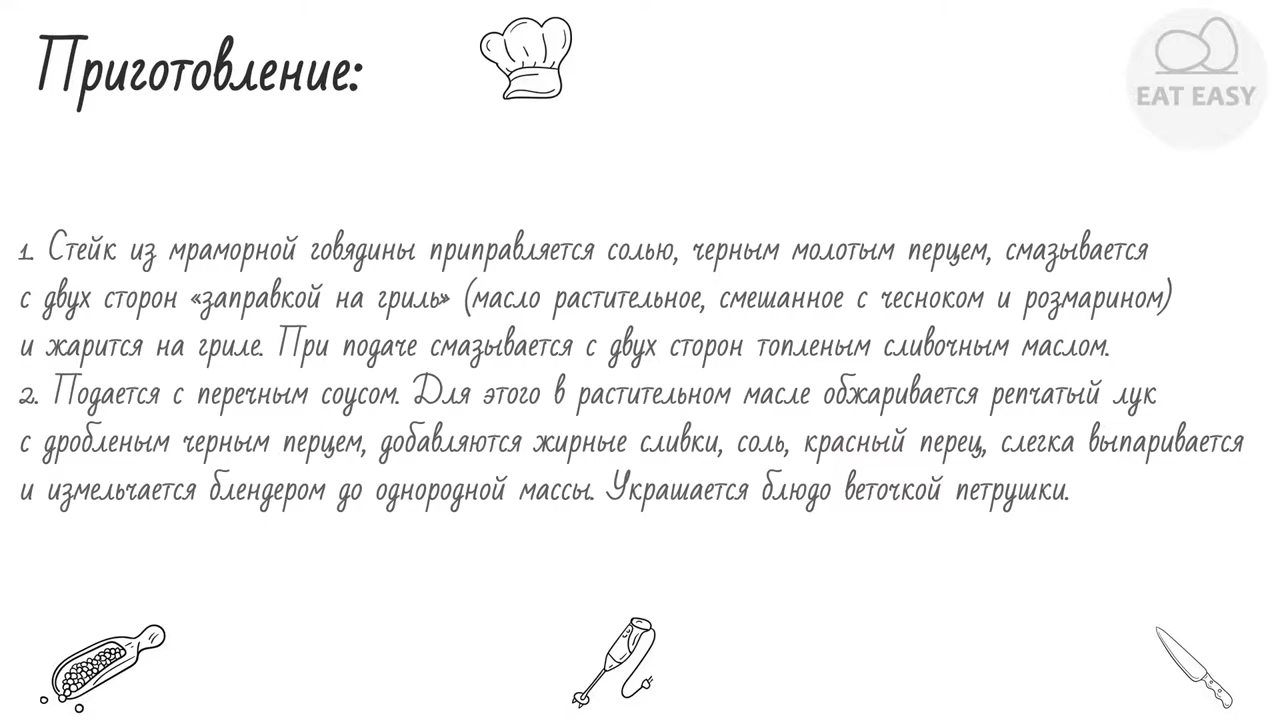 Приготовление:
EAT EASY
1. Стейк из мраморной говядины приправляется солью, черным молотым перцем, смазывается
с двух сторон «заправкой на гриль» (масло растительное, смешанное с чесноком и розмарином)
и жарится на гриле. При подаче смазывается с двух сторон топленым сливочным маслом.
2. Подается с перечным соусом. Для этого в растительном масле обжаривается репчатый лук
с дробленым черным перцем, добавляются жирные сливки, соль, красный перец, слегка выпаривается
и измельчается блендером до однородной массы. Украшается блюдо веточкой петрушки.